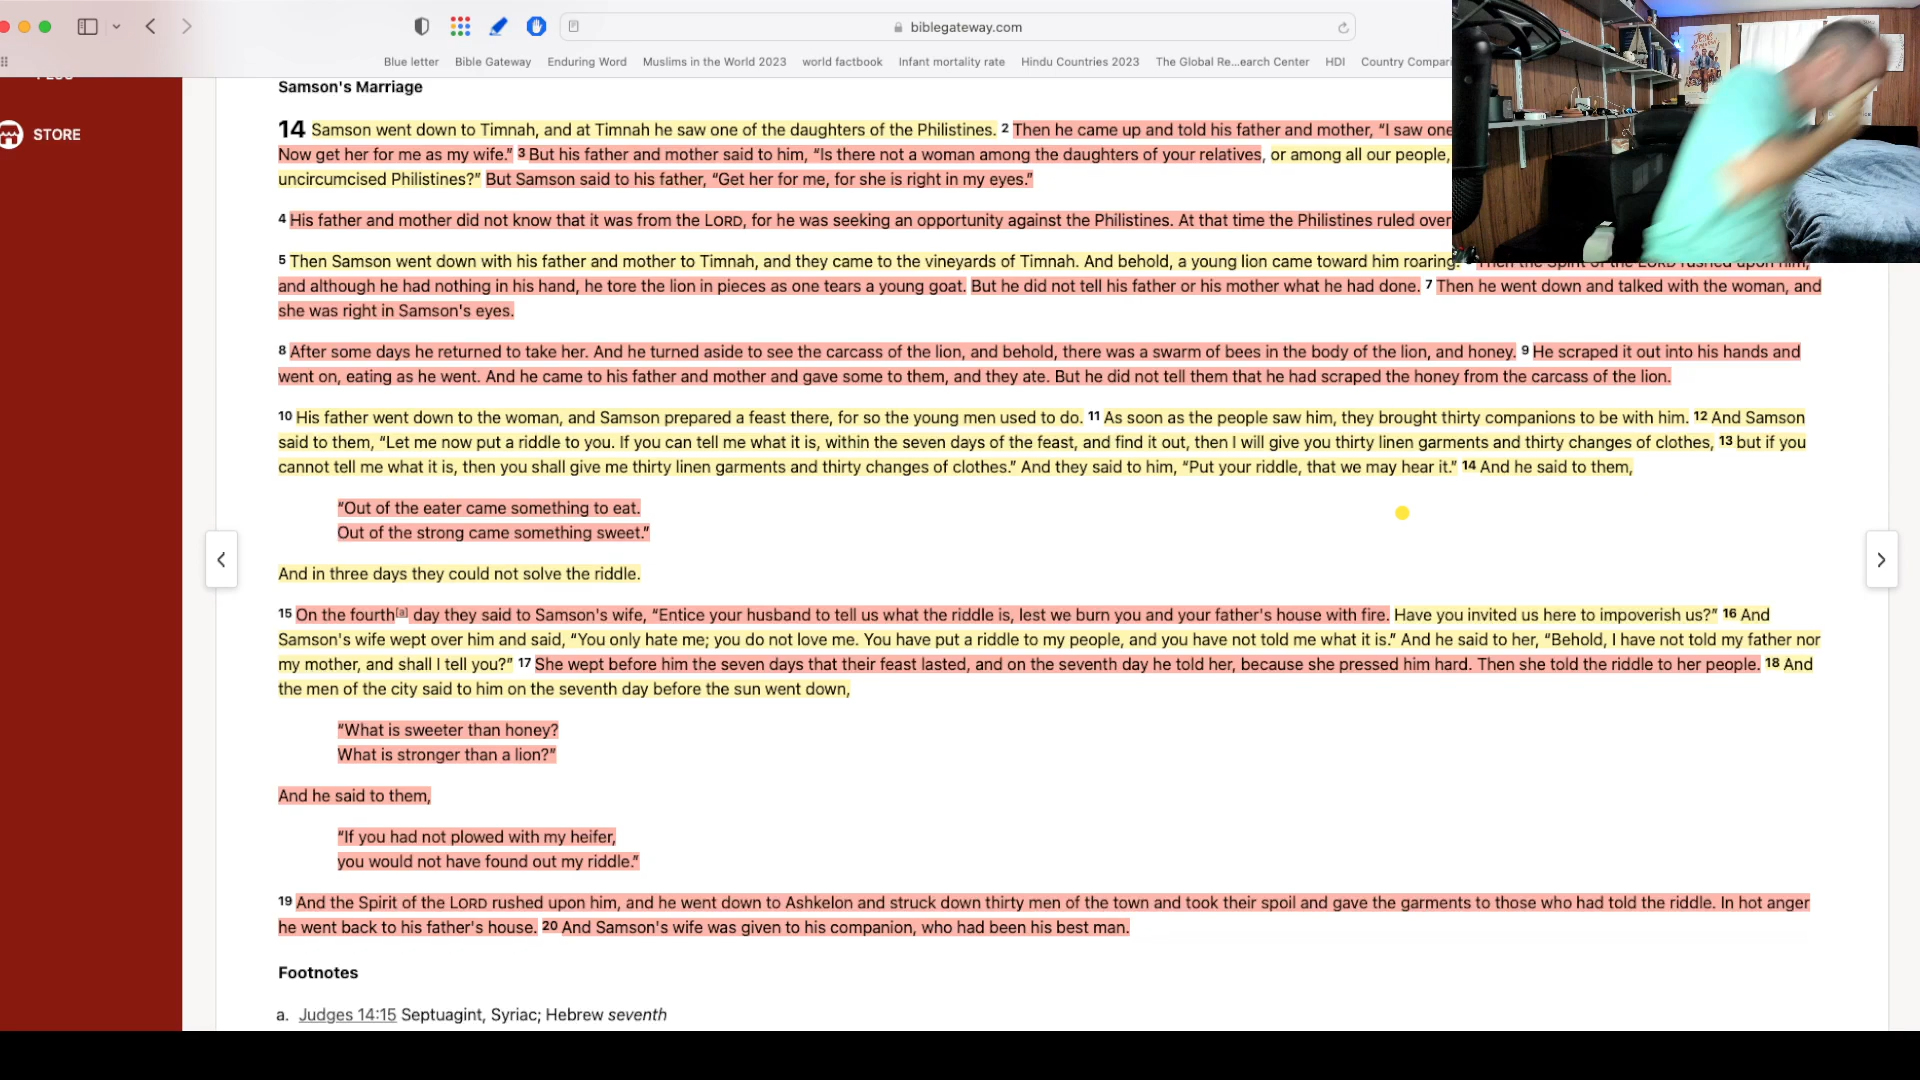 biblegateway.com
Blue letter Bible Gateway Enduring Word Muslims in the World 2023 world factbook Infant mortality rate Hindu Countries 2023 The Global Re...earch Center HDI Country Compari
STORE
Samson's Marriage
14 Samson went down to Timnah, and at Timnah he saw one of the daughters of the Philistines. 2 Then he came up and told his father and mother, “I saw one
Now get her for me as my wife.” 3 But his father and mother said to him, “Is there not a woman among the daughters of your relatives, or among all our people,
uncircumcised Philistines?” But Samson said to his father, “Get her for me, for she is right in my eyes.”
4 His father and mother did not know that it was from the LORD, for he was seeking an opportunity against the Philistines. At that time the Philistines ruled over
5 Then Samson went down with his father and mother to Timnah, and they came to the vineyards of Timnah. And behold, a young lion came toward him roaring. 6 Then the Spirit of the LORD rushed upon him,
and although he had nothing in his hand, he tore the lion in pieces as one tears a young goat. But he did not tell his father or his mother what he had done. 7 Then he went down and talked with the woman, and
she was right in Samson's eyes.
8 After some days he returned to take her. And he turned aside to see the carcass of the lion, and behold, there was a swarm of bees in the body of the lion, and honey. 9 He scraped it out into his hands and
went on, eating as he went. And he came to his father and mother and gave some to them, and they ate. But he did not tell them that he had scraped the honey from the carcass of the lion.
10 His father went down to the woman, and Samson prepared a feast there, for so the young men used to do. 11 As soon as the people saw him, they brought thirty companions to be with him. 12 And Samson
said to them, “Let me now put a riddle to you. If you can tell me what it is, within the seven days of the feast, and find it out, then I will give you thirty linen garments and thirty changes of clothes, 13 but if you
cannot tell me what it is, then you shall give me thirty linen garments and thirty changes of clothes.” And they said to him, “Put your riddle, that we may hear it.” 14 And he said to them,
“Out of the eater came something to eat.
Out of the strong came something sweet.”
And in three days they could not solve the riddle.
15 On the fourth[a] day they said to Samson's wife, “Entice your husband to tell us what the riddle is, lest we burn you and your father's house with fire. Have you invited us here to impoverish us?” 16 And
Samson's wife wept over him and said, “You only hate me; you do not love me. You have put a riddle to my people, and you have not told me what it is.” And he said to her, “Behold, I have not told my father nor
my mother, and shall I tell you?” 17 She wept before him the seven days that their feast lasted, and on the seventh day he told her, because she pressed him hard. Then she told the riddle to her people. 18 And
the men of the city said to him on the seventh day before the sun went down,
“What is sweeter than honey?
What is stronger than a lion?”
And he said to them,
“If you had not plowed with my heifer,
you would not have found out my riddle.”
19 And the Spirit of the LORD rushed upon him, and he went down to Ashkelon and struck down thirty men of the town and took their spoil and gave the garments to those who had told the riddle. In hot anger
he went back to his father's house. 20 And Samson's wife was given to his companion, who had been his best man.
Footnotes
a. Judges 14:15 Septuagint, Syriac; Hebrew seventh